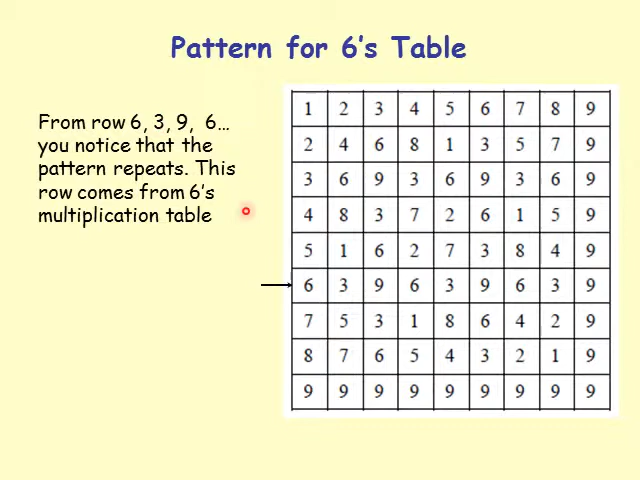 Pattern for 6's Table
From row 6, 3, 9, 6...
you notice that the
pattern repeats. This
row comes from 6's
multiplication table
1 2 3 4 5 6 7 8 9
2 4 6 8 1 3 5 7 9
3 6 9 3 6 9 3 6 9
4 8 3 7 2 6 1 5 9
5 1 6 2 7 3 8 4 9
6 3 9 6 3 9 6 3 9
7 5 3 1 8 6 4 2 9
8 7 6 5 4 3 2 1 9
9 9 9 9 9 9 9 9 9